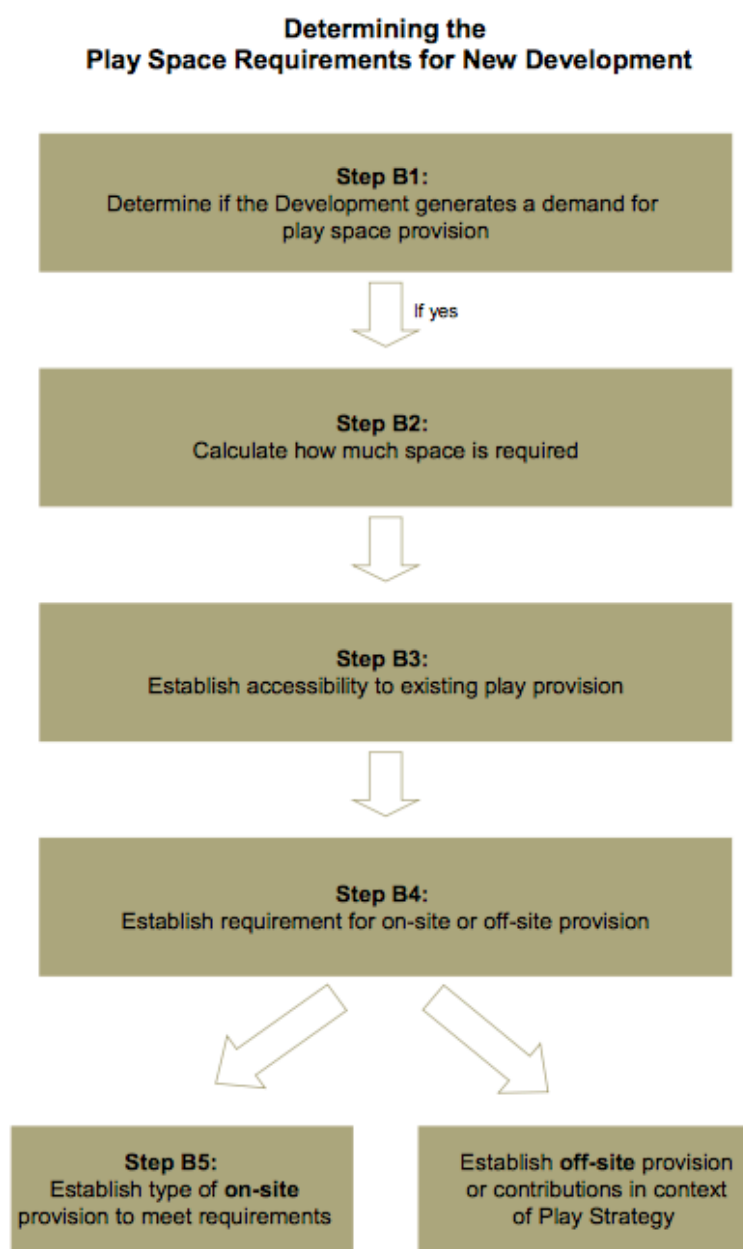 Determining the
Play Space Requirements for New Development
Step B1:
Determine if the Development generates a demand for
play space provision
If yes
Step B2:
Calculate how much space is required
Step B3:
Establish accessibility to existing play provision
Step B4:
Establish requirement for on-site or off-site provision
Step B5:
Establish type of on-site
provision to meet requirements
Establish off-site provision
or contributions in context
of Play Strategy